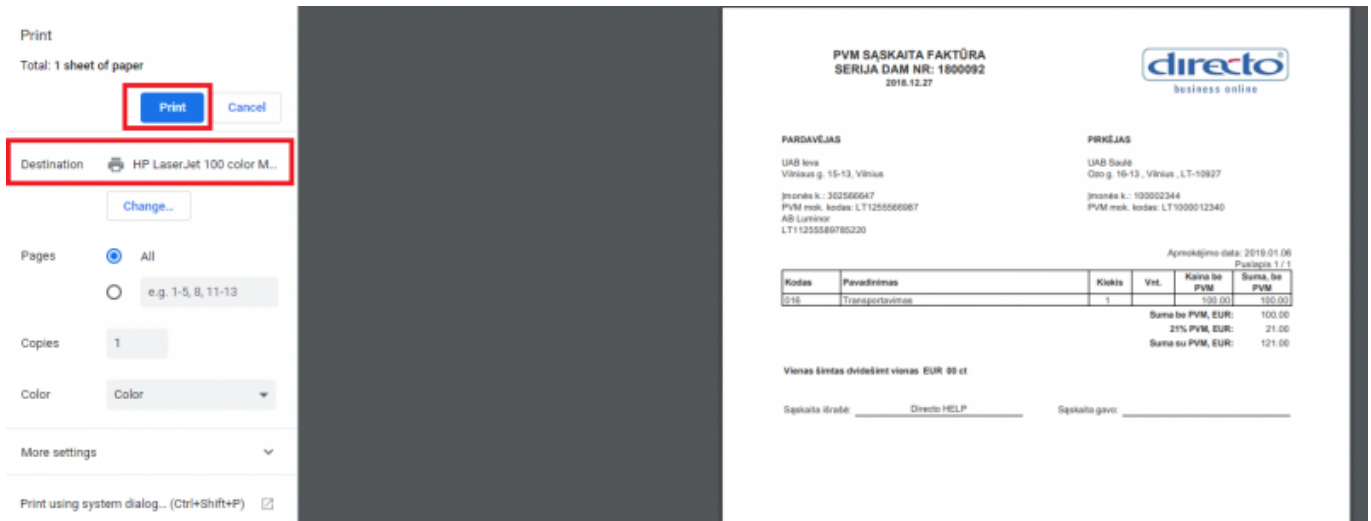 Print
Total: 1 sheet of paper
Print Cancel
Destination HP LaserJet 100 color M...
Change...
Pages All
e.g. 1-5, 8, 11-13
Copies 1
Color Color
More settings
Print using system dialog... (Ctrl+Shift+P)
PVM SĄSKAITA FAKTŪRA
SERIJA DAM NR: 1800092
2018.12.27
directo
business online
PARDAVĖJAS
UAB Ieva
Vilniaus g. 15-13, Vilnius
Įmonės k.: 302566647
PVM mok. kodas: LT1255566987
AB Luminor
LT11255589785220
PIRKĖJAS
UAB Saulė
Ozo g. 16-13 , Vilnius , LT-10927
Įmonės k.: 100002344
PVM mok. kodas: LT1000012340
Apmokėjimo data: 2019.01.06
Puslapis 1 / 1
Kodas Pavadinimas Kiekis Vnt. Kaina be PVM Suma, be PVM
016 Transportavimas 1 100.00 100.00
Suma be PVM, EUR: 100.00
21% PVM, EUR: 21.00
Suma su PVM, EUR: 121.00
Vienas šimtas dvidešimt vienas EUR 00 ct
Sąskaita išrašė: Directo HELP Sąskaita gavo: